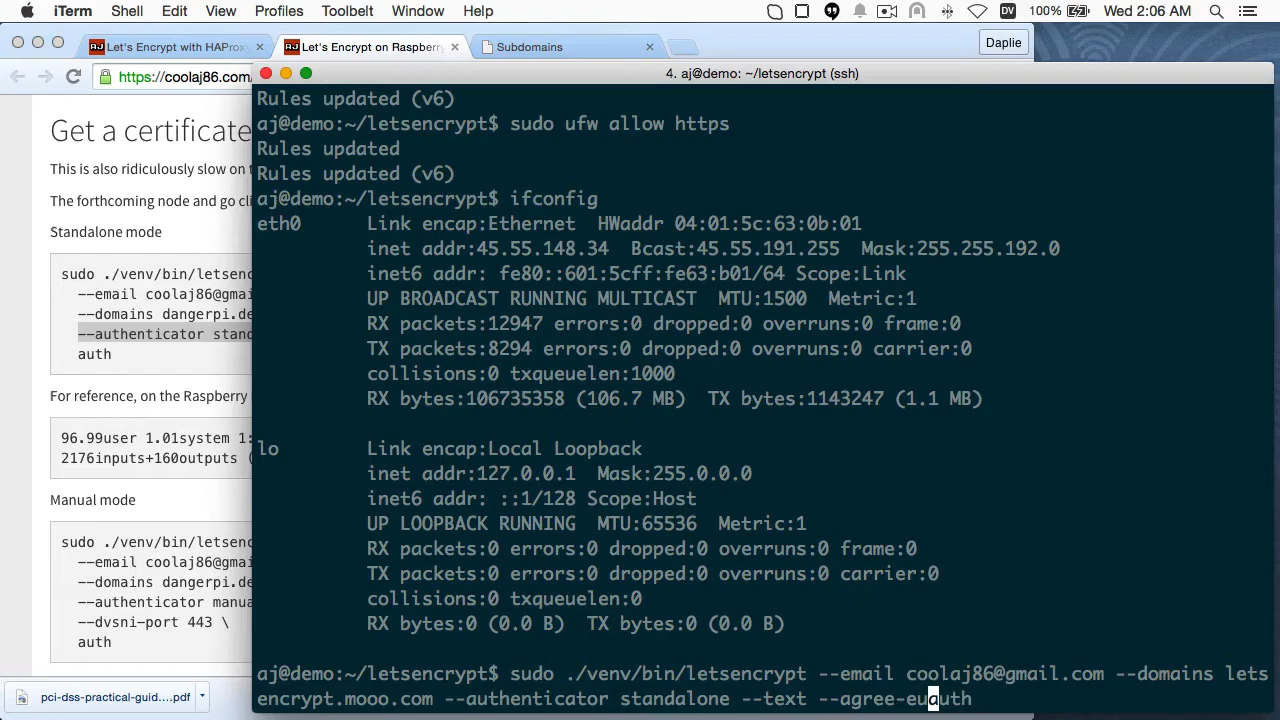 iTerm Shell Edit View Profiles Toolbelt Window Help DV 100% Wed 2:06 AM
Let's Encrypt with HAProx
Let's Encrypt on Raspberry
Subdomains
Daplie
https://coolaj86.com/
4. aj@demo: ~/letsencrypt (ssh)
Get a certificate
This is also ridiculously slow on
The forthcoming node and go cli
Standalone mode
sudo ./venv/bin/letsenc
--email coolaj86@gmai
--domains dangerpi.de
--authenticator stand
auth
For reference, on the Raspberry
96.99user 1.01system 1:
2176inputs+160outputs (
Manual mode
sudo ./venv/bin/letsenc
--email coolaj86@gmai
--domains dangerpi.de
--authenticator manua
--dvsni-port 443 \
auth
pci-dss-practical-guid....pdf
Rules updated (v6)
aj@demo:~/letsencrypt$ sudo ufw allow https
Rules updated
Rules updated (v6)
aj@demo:~/letsencrypt$ ifconfig
eth0 Link encap:Ethernet HWaddr 04:01:5c:63:0b:01
inet addr:45.55.148.34 Bcast:45.55.191.255 Mask:255.255.192.0
inet6 addr: fe80::601:5cff:fe63:b01/64 Scope:Link
UP BROADCAST RUNNING MULTICAST MTU:1500 Metric:1
RX packets:12947 errors:0 dropped:0 overruns:0 frame:0
TX packets:8294 errors:0 dropped:0 overruns:0 carrier:0
collisions:0 txqueuelen:1000
RX bytes:106735358 (106.7 MB) TX bytes:1143247 (1.1 MB)
lo Link encap:Local Loopback
inet addr:127.0.0.1 Mask:255.0.0.0
inet6 addr: ::1/128 Scope:Host
UP LOOPBACK RUNNING MTU:65536 Metric:1
RX packets:0 errors:0 dropped:0 overruns:0 frame:0
TX packets:0 errors:0 dropped:0 overruns:0 carrier:0
collisions:0 txqueuelen:0
RX bytes:0 (0.0 B) TX bytes:0 (0.0 B)
aj@demo:~/letsencrypt$ sudo ./venv/bin/letsencrypt --email coolaj86@gmail.com --domains lets
encrypt.mooo.com --authenticator standalone --text --agree-euauth